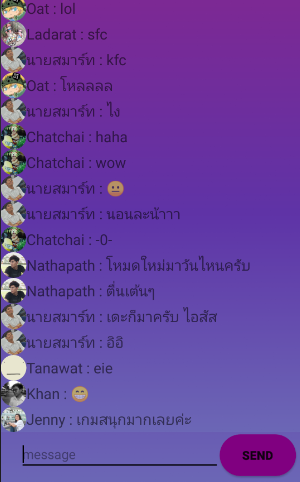 Oat : lol
Ladarat : sfc
นายสมาร์ท : kfc
Oat : โหลลลล
นายสมาร์ท : ไง
Chatchai : haha
Chatchai : wow
นายสมาร์ท : 😐
นายสมาร์ท : นอนละน้าาา
Chatchai : -0-
Nathapath : โหมดใหม่มาวันไหนครับ
Nathapath : ตื่นเต้นๆ
นายสมาร์ท : เดะก็มาครัับ ไอสัส
นายสมาร์ท : อิอิ
Tanawat : eie
Khan : 😁
Jenny : เกมสนุกมากเลยค่ะ
message
SEND